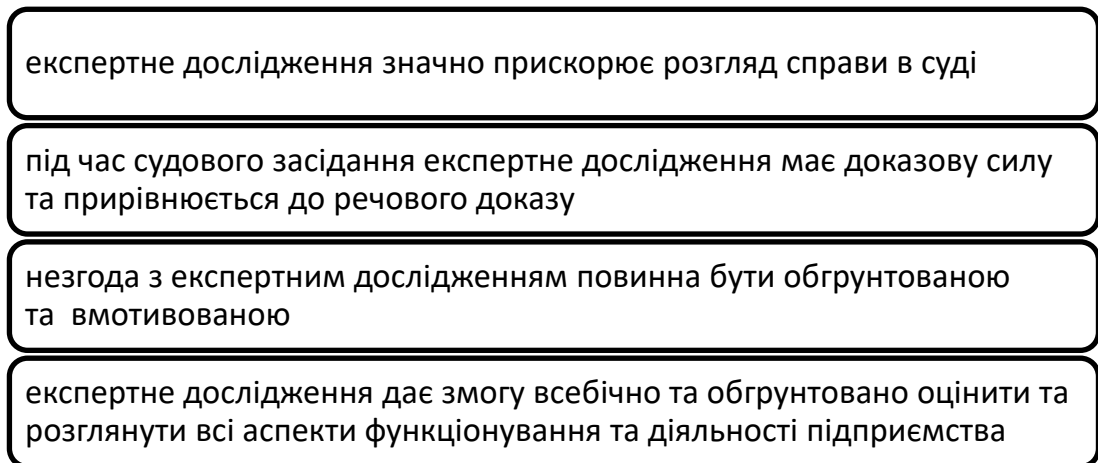 експертне дослідження значно прискорює розгляд справи в суді
під час судового засідання експертне дослідження має доказову силу
та прирівнюється до речового доказу
незгода з експертним дослідженням повинна бути обгрунтованою
та вмотивованою
експертне дослідження дає змогу всебічно та обгрунтовано оцінити та
розглянути всі аспекти функціонування та діяльності підприємства